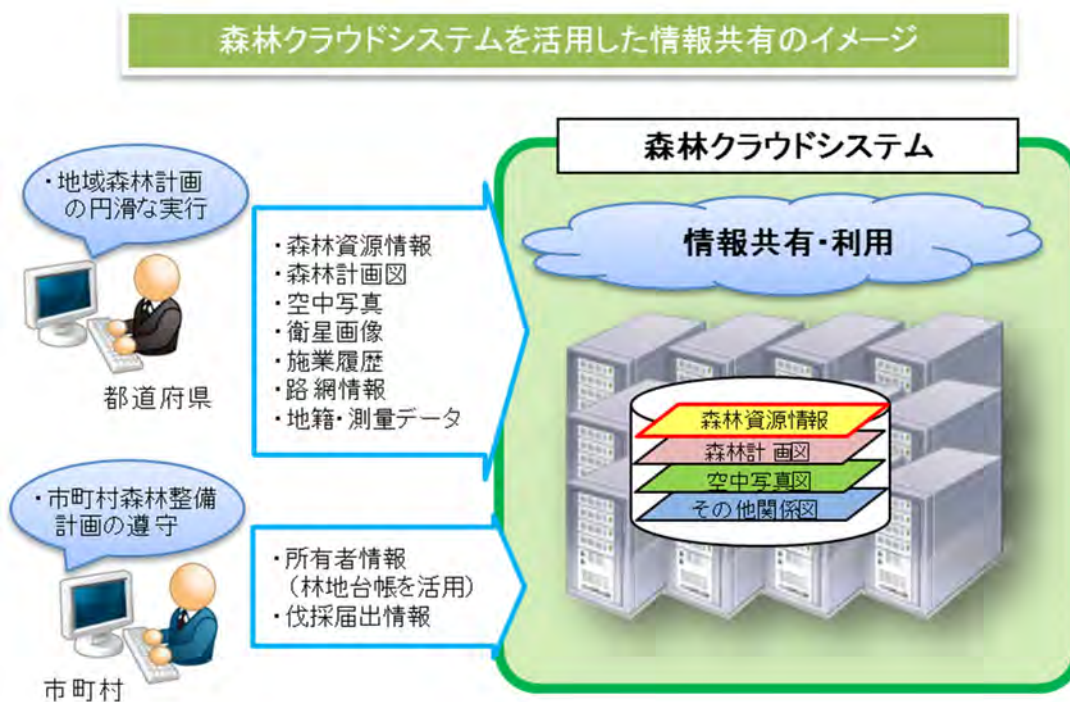 森林クラウドシステムを活用した情報共有のイメージ
森林クラウドシステム
情報共有・利用
・地域森林計画
の円滑な実行
都道府県
・森林資源情報
・森林計画図
・空中写真
・衛星画像
・施業履歴
・路網情報
・地籍・測量データ
森林資源情報
森林計画図
空中写真図
その他関係図
・市町村森林整備
計画の遵守
市町村
・所有者情報
（林地台帳を活用）
・伐採届出情報